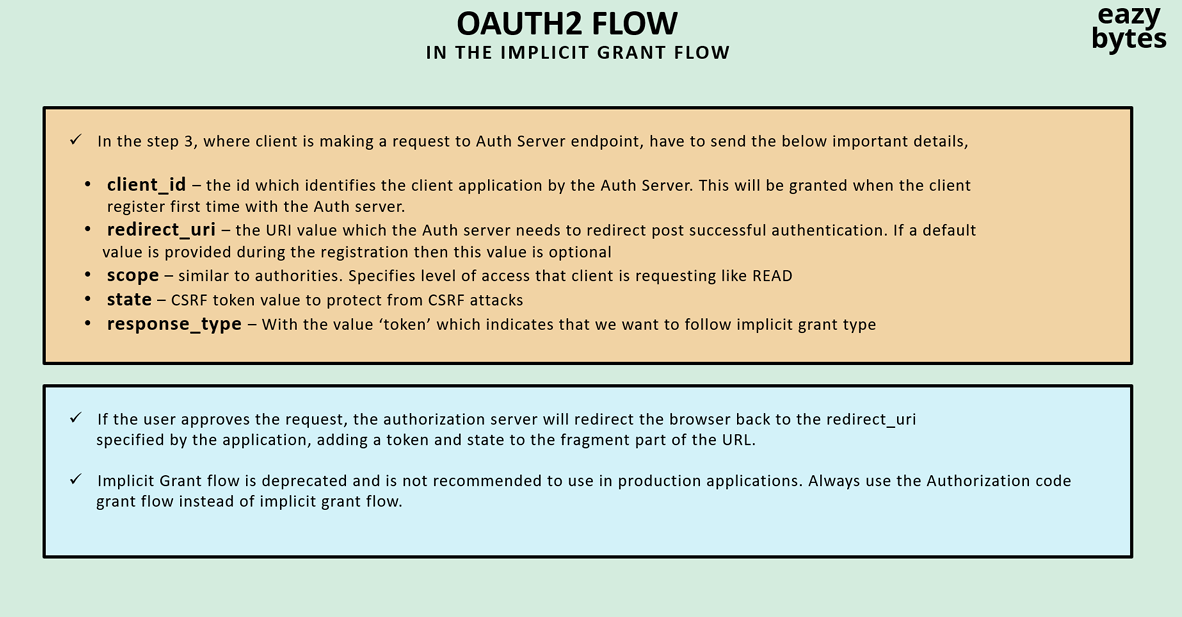 OAUTH2 FLOW
IN THE IMPLICIT GRANT FLOW
eazy
bytes
✓ In the step 3, where client is making a request to Auth Server endpoint, have to send the below important details,
• client_id – the id which identifies the client application by the Auth Server. This will be granted when the client
register first time with the Auth server.
• redirect_uri – the URI value which the Auth server needs to redirect post successful authentication. If a default
value is provided during the registration then this value is optional
• scope – similar to authorities. Specifies level of access that client is requesting like READ
• state – CSRF token value to protect from CSRF attacks
• response_type – With the value ‘token’ which indicates that we want to follow implicit grant type
✓ If the user approves the request, the authorization server will redirect the browser back to the redirect_uri
specified by the application, adding a token and state to the fragment part of the URL.
✓ Implicit Grant flow is deprecated and is not recommended to use in production applications. Always use the Authorization code
grant flow instead of implicit grant flow.